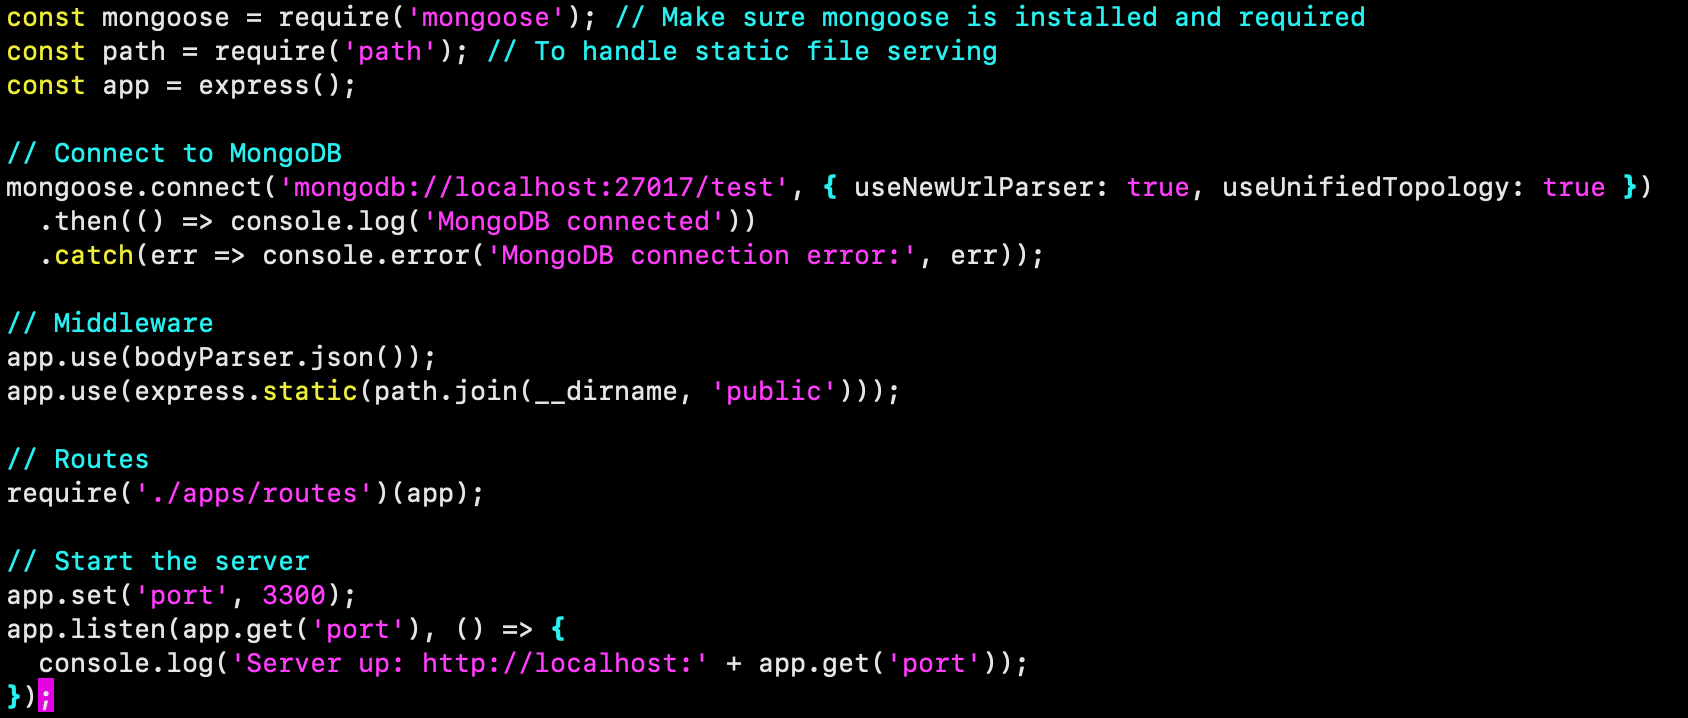 const mongoose = require('mongoose'); // Make sure mongoose is installed and required
const path = require('path'); // To handle static file serving
const app = express();

// Connect to MongoDB
mongoose.connect('mongodb://localhost:27017/test', { useNewUrlParser: true, useUnifiedTopology: true })
  .then(() => console.log('MongoDB connected'))
  .catch(err => console.error('MongoDB connection error:', err));

// Middleware
app.use(bodyParser.json());
app.use(express.static(path.join(__dirname, 'public')));

// Routes
require('./apps/routes')(app);

// Start the server
app.set('port', 3300);
app.listen(app.get('port'), () => {
  console.log('Server up: http://localhost:' + app.get('port'));
});